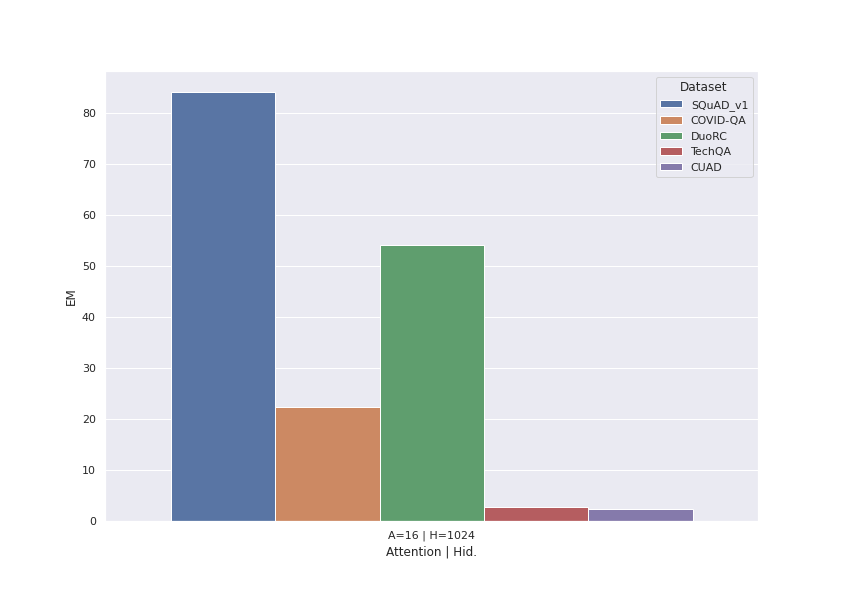 Dataset
SQuAD_v1
COVID-QA
DuoRC
TechQA
CUAD
80
70
60
50
40
30
20
10
0
EM
A=16 | H=1024
Attention | Hid.